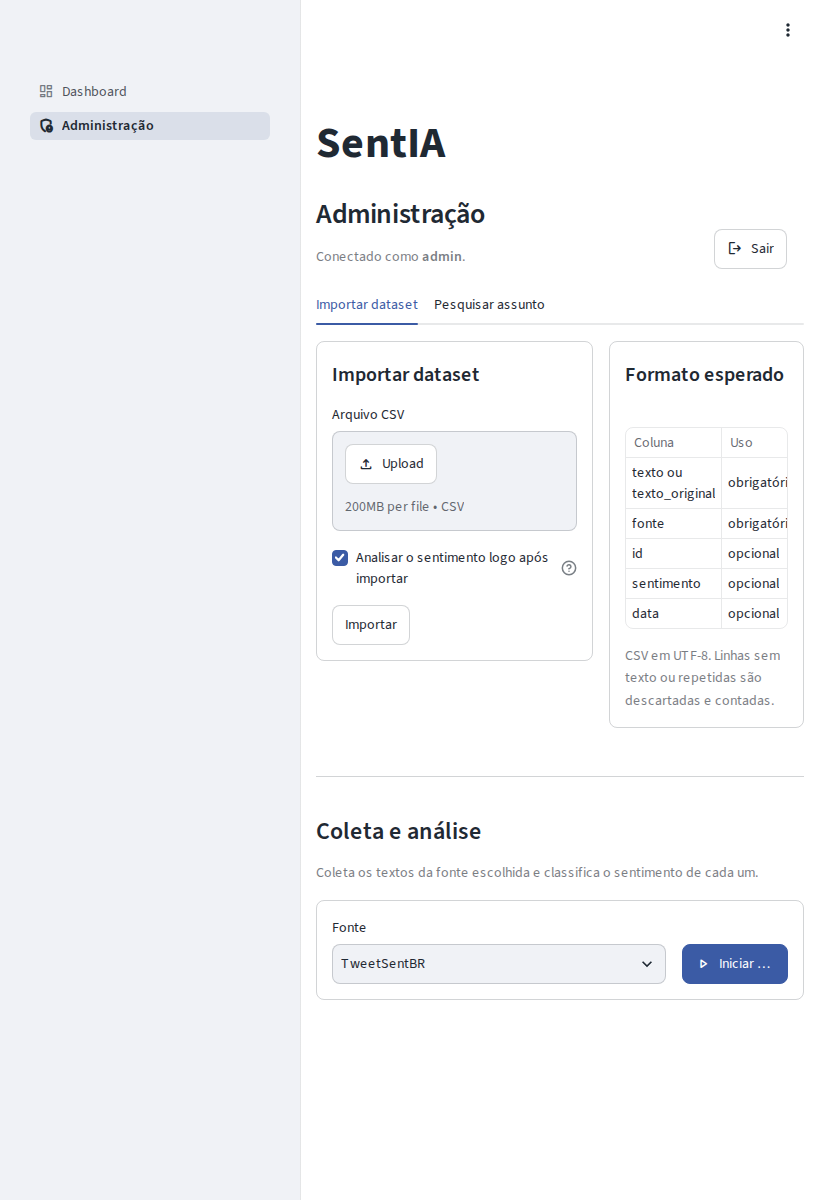 Dashboard
Administração
SentIA
Administração
Conectado como admin.
Sair
Importar dataset
Pesquisar assunto
Importar dataset
Arquivo CSV
Upload
200MB per file • CSV
Analisar o sentimento logo após
importar
Importar
Formato esperado
Coluna Uso
texto ou
texto_original
obrigatóri
fonte obrigatóri
id opcional
sentimento opcional
data opcional
CSV em UTF-8. Linhas sem
texto ou repetidas são
descartadas e contadas.
Coleta e análise
Coleta os textos da fonte escolhida e classifica o sentimento de cada um.
Fonte
TweetSentBR
Iniciar …